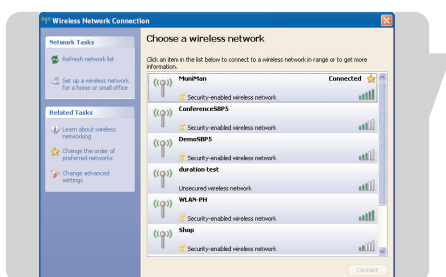 Wireless Network Connection
Network Tasks
Refresh network list
Set up a wireless network
for a home or small office
Related Tasks
Learn about wireless
networking
Change the order of
preferred networks
Change advanced
settings
Choose a wireless network
Click an item in the list below to connect to a wireless network in range or to get more
information.
MuniMan Connected
Security-enabled wireless network
ConferenceSBP5
Security-enabled wireless network
DemoSBP5
Security-enabled wireless network
duration test
Unsecured wireless network
WLAN-PH
Security-enabled wireless network
Shop
Security-enabled wireless network
Connect